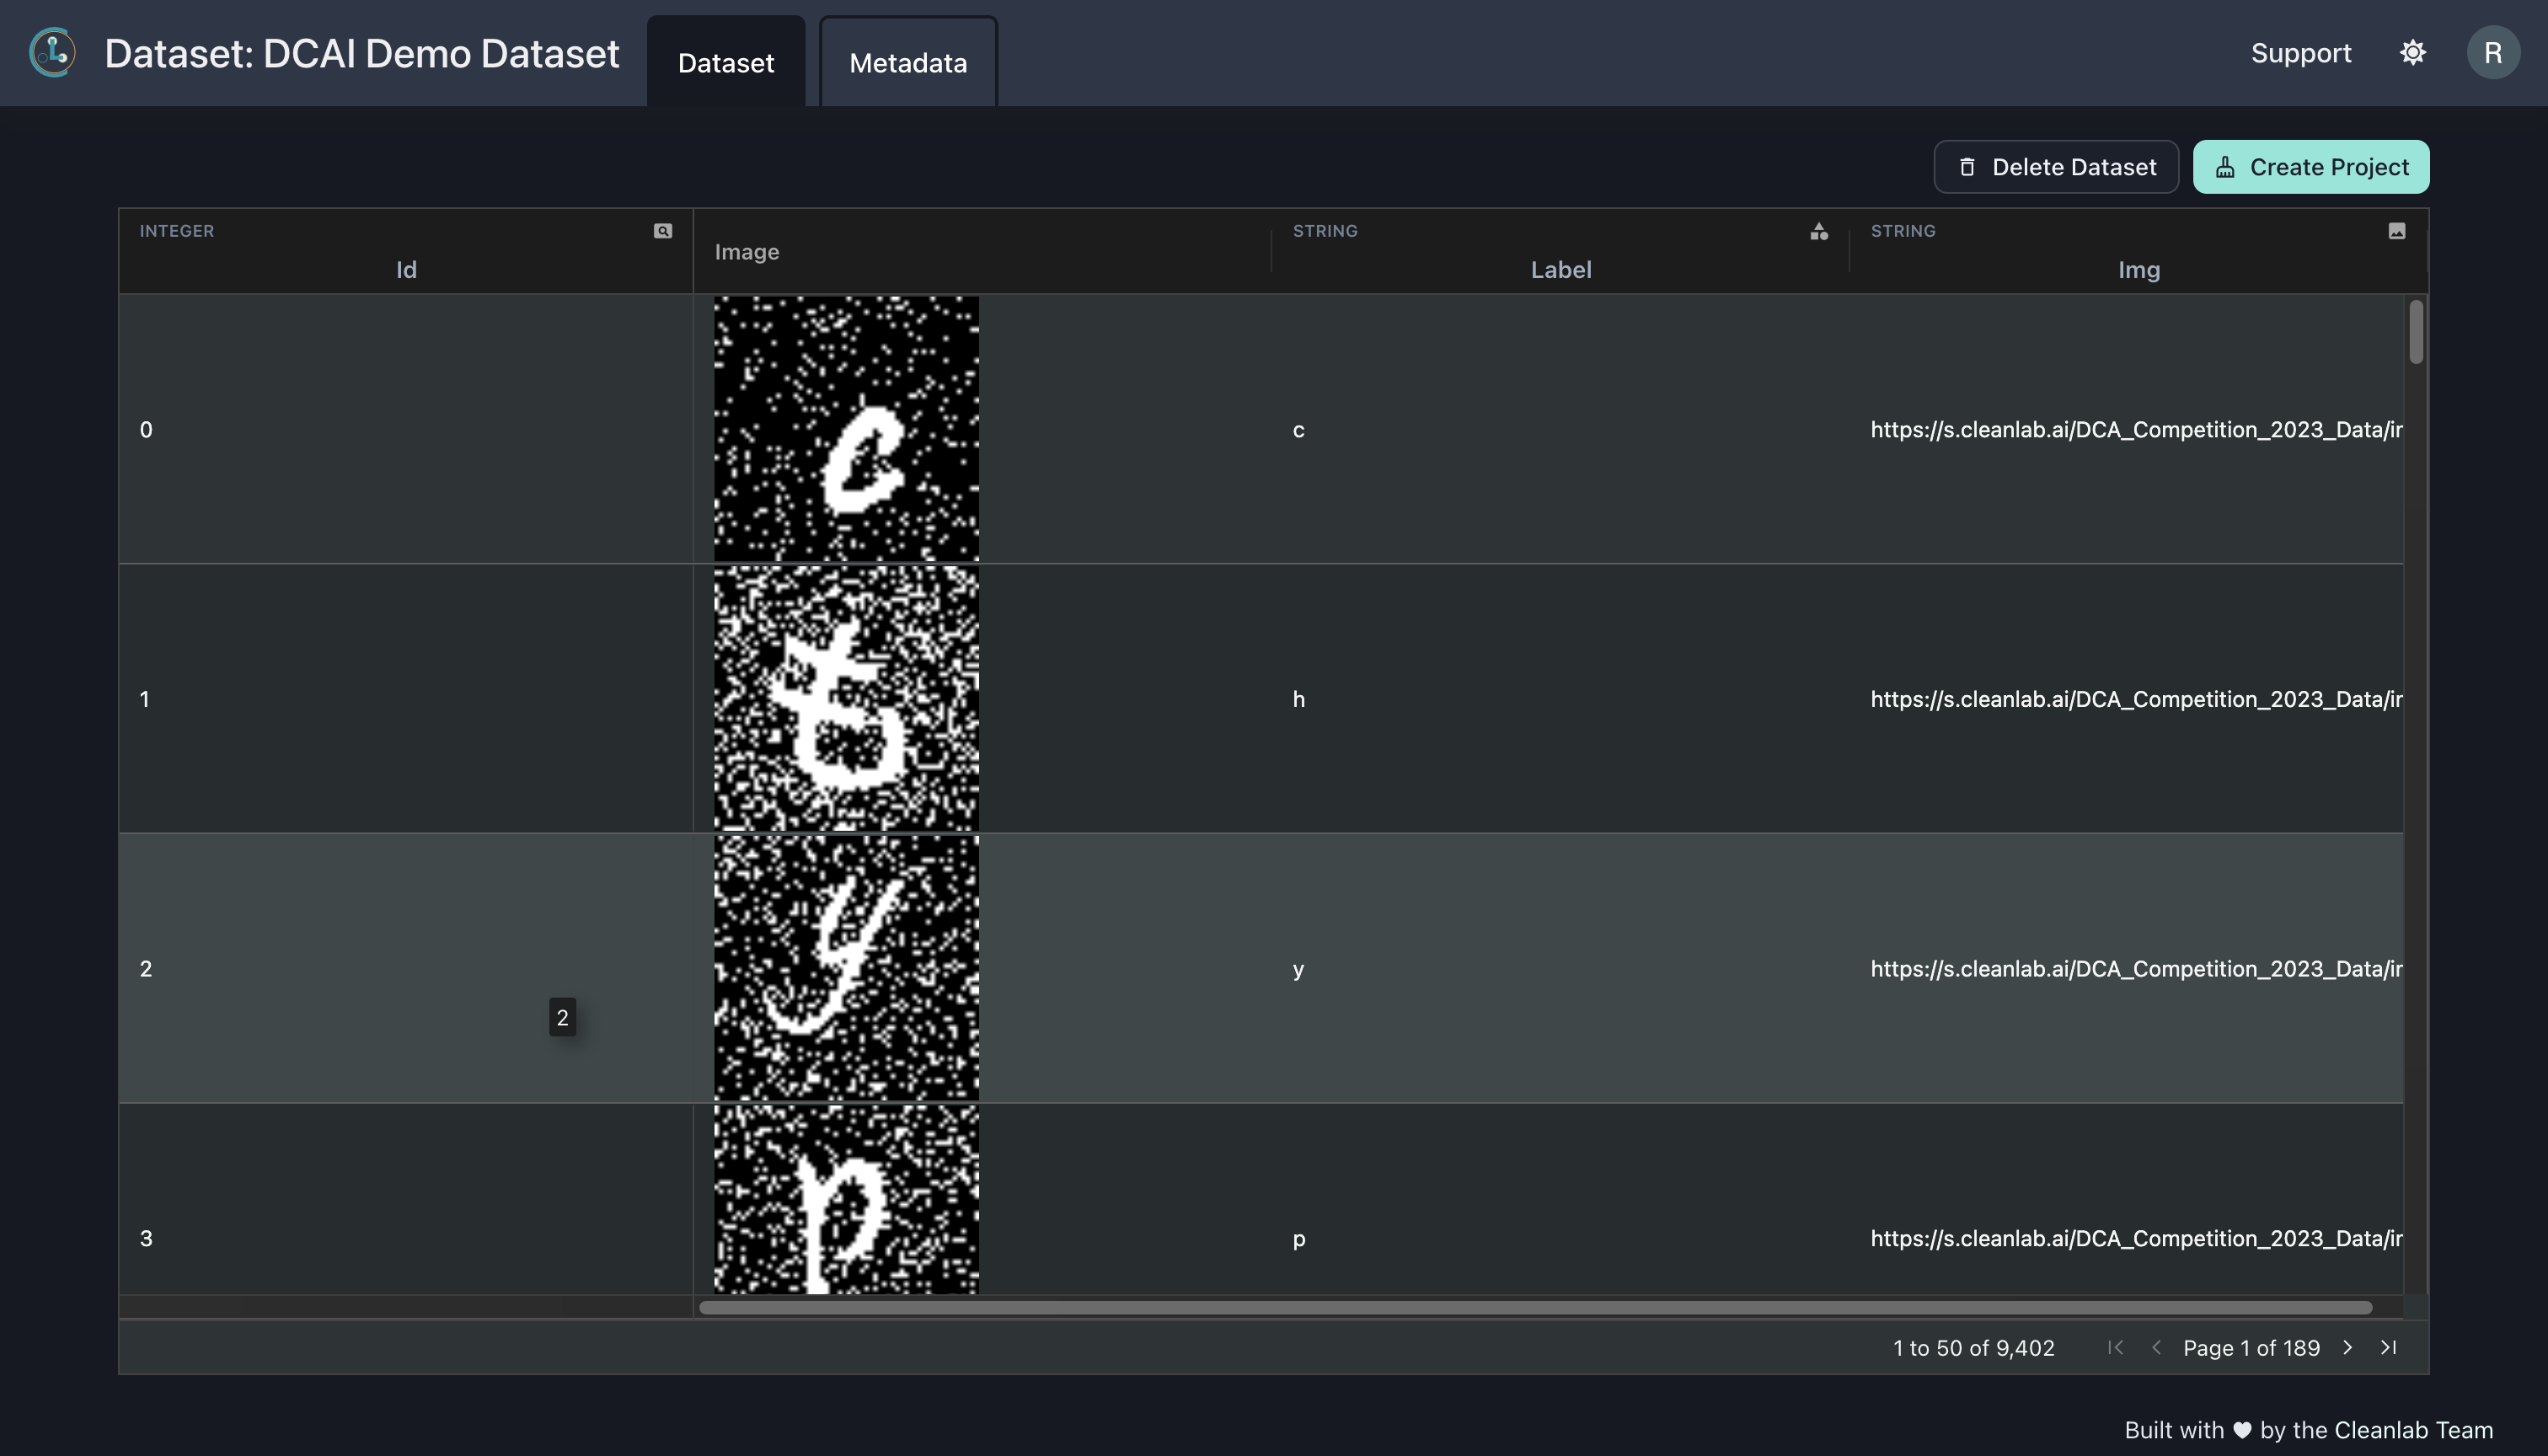 Dataset: DCAI Demo Dataset
Dataset
Metadata
Support
R
Delete Dataset
Create Project
INTEGER
Id
Image
STRING
Label
STRING
Img
0
c
c
https://s.cleanlab.ai/DCA_Competition_2023_Data/ir
1
h
https://s.cleanlab.ai/DCA_Competition_2023_Data/ir
2
y
y
https://s.cleanlab.ai/DCA_Competition_2023_Data/ir
2
3
p
p
https://s.cleanlab.ai/DCA_Competition_2023_Data/ir
1 to 50 of 9,402
Page 1 of 189
Built with ♥ by the Cleanlab Team